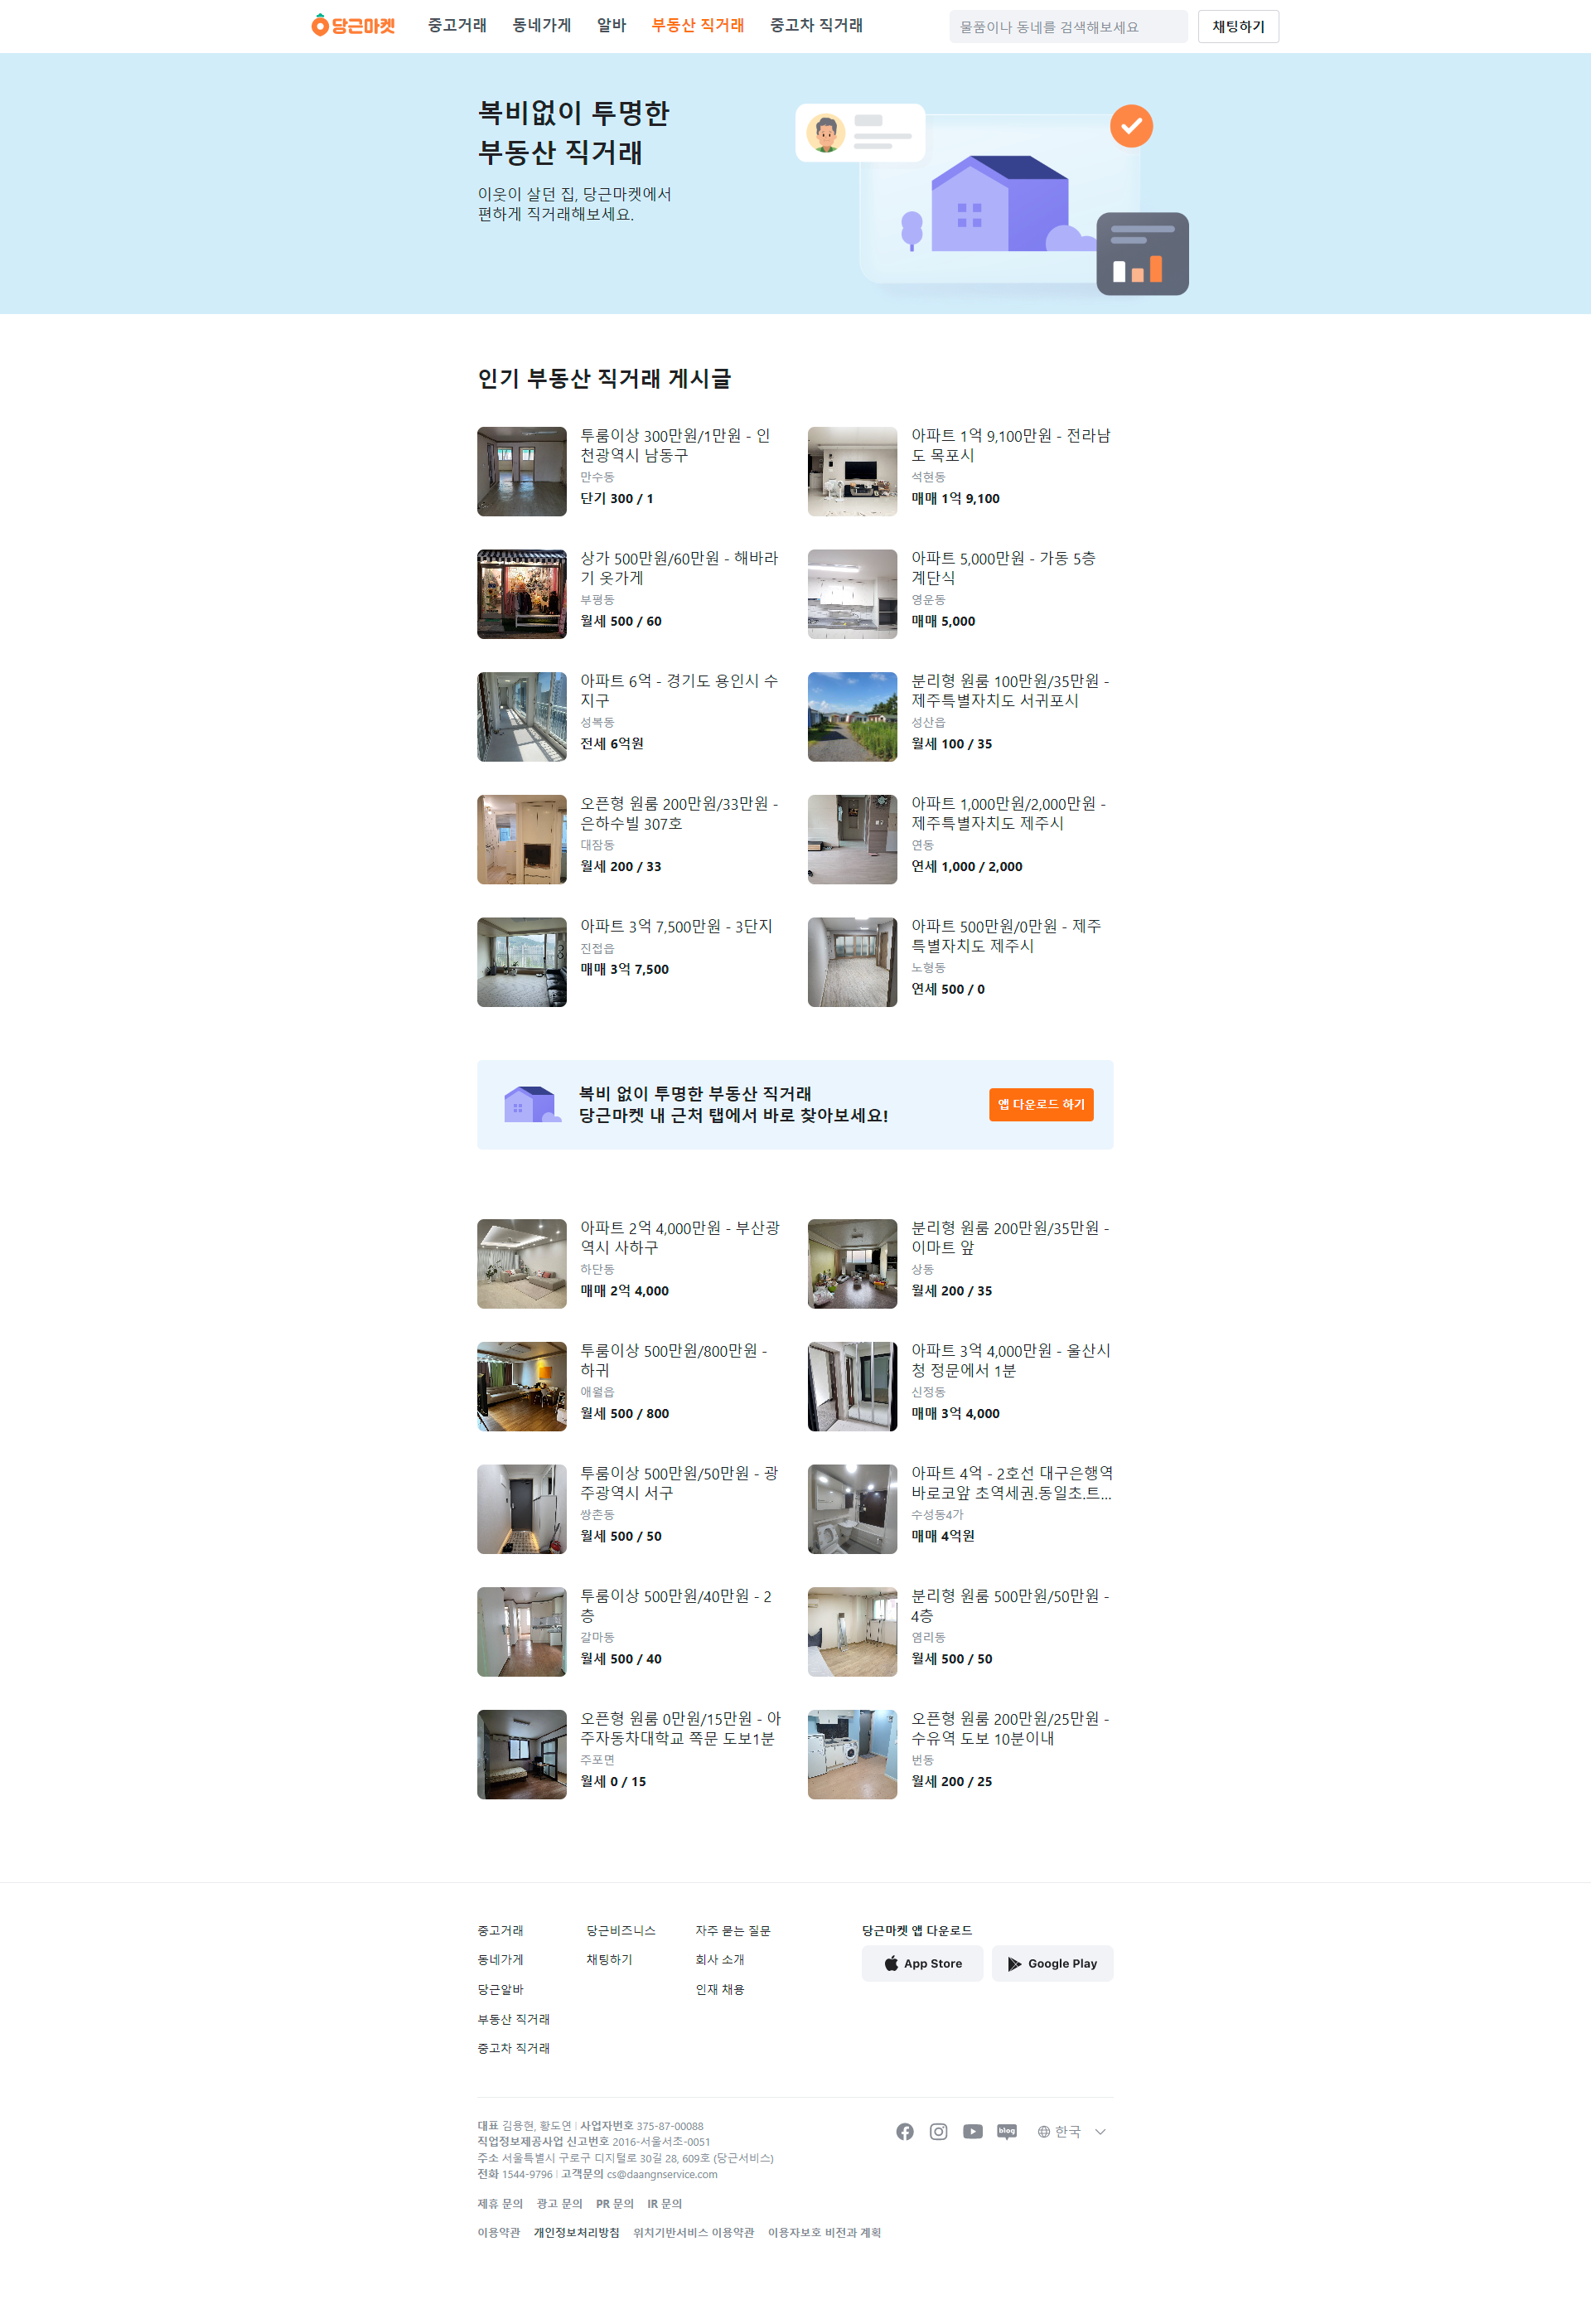 당근마켓
중고거래
동네가게
알바
부동산 직거래
중고차 직거래
물품이나 동네를 검색해보세요
채팅하기
복비없이 투명한
부동산 직거래
이웃이 살던 집, 당근마켓에서
편하게 직거래해보세요.
인기 부동산 직거래 게시글
투룸이상 300만원/1만원 - 인
천광역시 남동구
만수동
단기 300 / 1
아파트 1억 9,100만원 - 전라남
도 목포시
석현동
매매 1억 9,100
상가 500만원/60만원 - 해바라
기 옷가게
부평동
월세 500 / 60
아파트 5,000만원 - 가동 5층
계단식
영운동
매매 5,000
아파트 6억 - 경기도 용인시 수
지구
성복동
전세 6억원
분리형 원룸 100만원/35만원 -
제주특별자치도 서귀포시
성산읍
월세 100 / 35
오픈형 원룸 200만원/33만원 -
은하수빌 307호
대잠동
월세 200 / 33
아파트 1,000만원/2,000만원 -
제주특별자치도 제주시
연동
연세 1,000 / 2,000
아파트 3억 7,500만원 - 3단지
진접읍
매매 3억 7,500
아파트 500만원/0만원 - 제주
특별자치도 제주시
노형동
연세 500 / 0
복비 없이 투명한 부동산 직거래
당근마켓 내 근처 탭에서 바로 찾아보세요!
앱 다운로드 하기
아파트 2억 4,000만원 - 부산광
역시 사하구
하단동
매매 2억 4,000
분리형 원룸 200만원/35만원 -
이마트 앞
상동
월세 200 / 35
투룸이상 500만원/800만원 -
하귀
애월읍
월세 500 / 800
아파트 3억 4,000만원 - 울산시
청 정문에서 1분
신정동
매매 3억 4,000
투룸이상 500만원/50만원 - 광
주광역시 서구
쌍촌동
월세 500 / 50
아파트 4억 - 2호선 대구은행역
바로코앞 초역세권.동일초.트...
수성동4가
매매 4억원
투룸이상 500만원/40만원 - 2
층
갈마동
월세 500 / 40
분리형 원룸 500만원/50만원 -
4층
염리동
월세 500 / 50
오픈형 원룸 0만원/15만원 - 아
주자동차대학교 쪽문 도보1분
주포면
월세 0 / 15
오픈형 원룸 200만원/25만원 -
수유역 도보 10분이내
번동
월세 200 / 25
중고거래
동네가게
당근알바
부동산 직거래
중고차 직거래
당근비즈니스
채팅하기
자주 묻는 질문
회사 소개
인재 채용
당근마켓 앱 다운로드
App Store
Google Play
대표 김용현, 황도연 | 사업자번호 375-87-00088
직업정보제공사업 신고번호 2016-서울서초-0051
주소 서울특별시 구로구 디지털로 30길 28, 609호 (당근서비스)
전화 1544-9796 | 고객문의 cs@daangnservice.com
blog
한국
제휴 문의
광고 문의
PR 문의
IR 문의
이용약관
개인정보처리방침
위치기반서비스 이용약관
이용자보호 비전과 계획